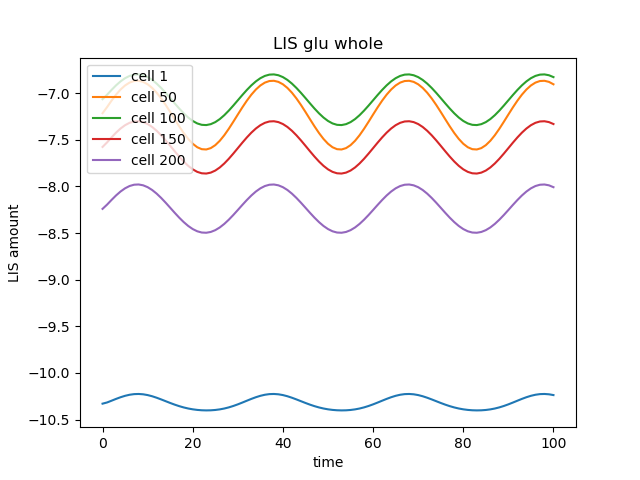 LIS glu whole
cell 1
cell 50
cell 100
cell 150
cell 200
−7.0
−7.5
−8.0
−8.5
−9.0
−9.5
−10.0
−10.5
LIS amount
0 20 40 60 80 100
time